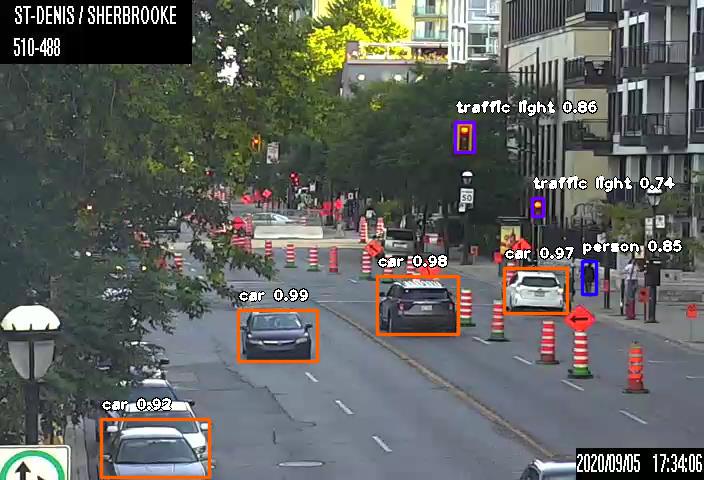 ST-DENIS / SHERBROOKE
510-488
traffic light 0.86
traffic light 0.74
50
person 0.85
car 0.97
car 0.98
car 0.99
car 0.92
2020/09/05 17:34:06